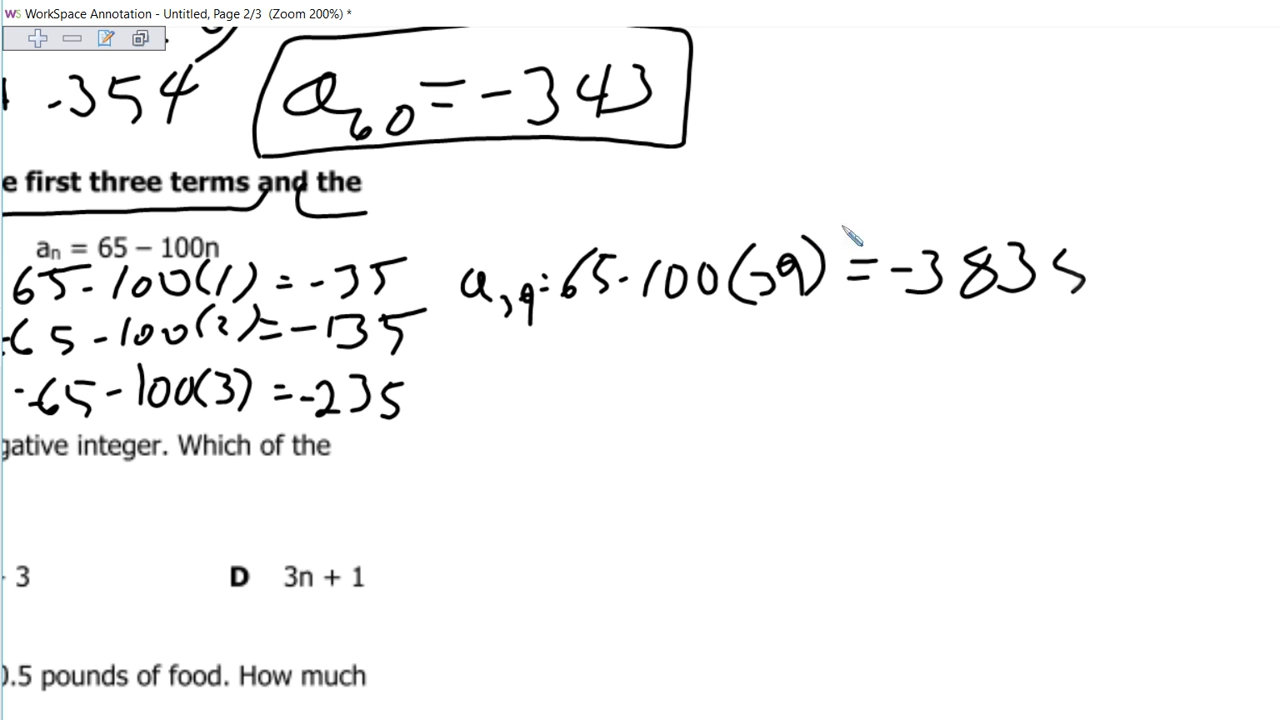 WS WorkSpace Annotation - Untitled, Page 2/3 (Zoom 200%) *
-354 a60 = -343
e first three terms and the
an = 65 – 100n
65-100(1) = -35 a39=65-100(39) = -3835
65-100(2)=-135
-65-100(3) =-235
gative integer. Which of the
3
D 3n + 1
0.5 pounds of food. How much